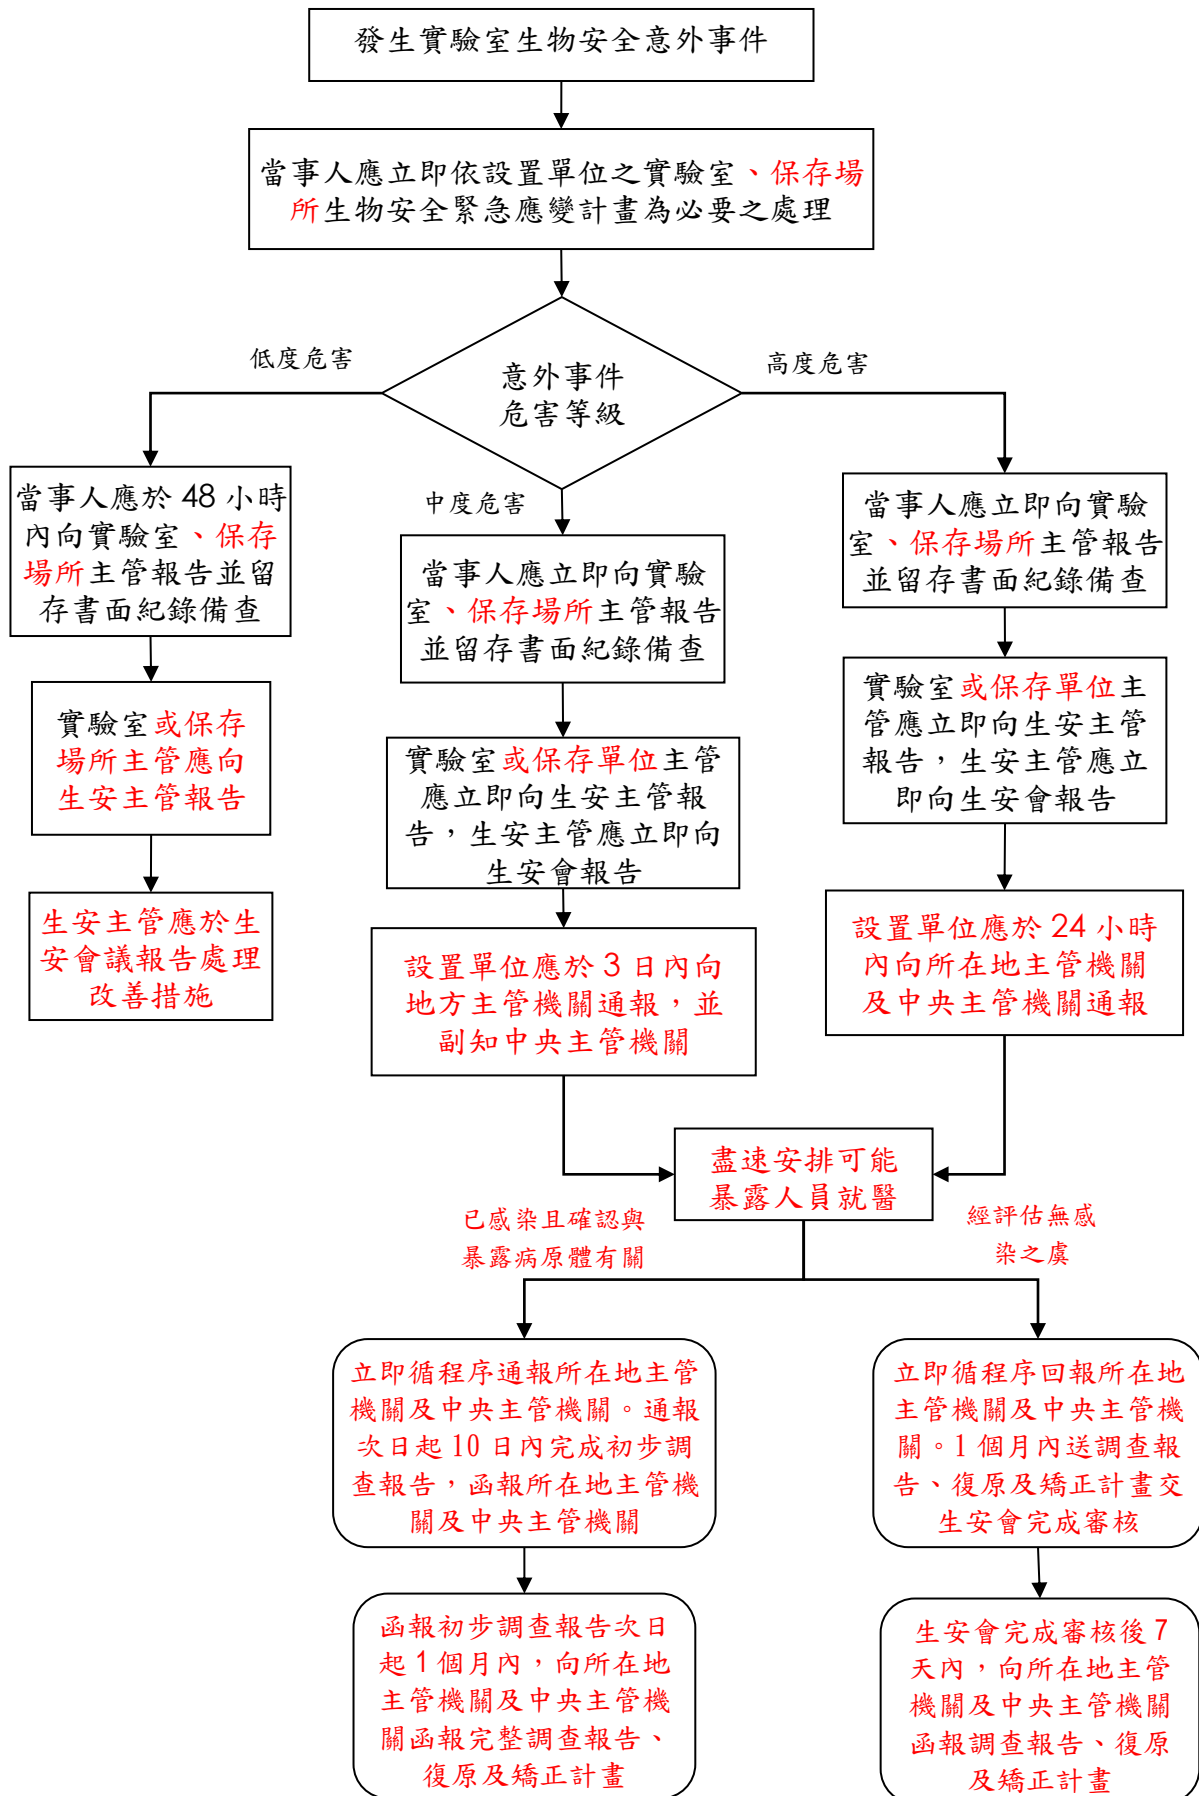 發生實驗室生物安全意外事件
當事人應立即依設置單位之實驗室、保存場
所生物安全緊急應變計畫為必要之處理
意外事件
危害等級
低度危害
當事人應於 48 小時
內向實驗室、保存
場所主管報告並留
存書面紀錄備查
實驗室或保存
場所主管應向
生安主管報告
生安主管應於生
安會議報告處理
改善措施
中度危害
當事人應立即向實驗
室、保存場所主管報告
並留存書面紀錄備查
實驗室或保存單位主管
應立即向生安主管報
告，生安主管應立即向
生安會報告
設置單位應於 3 日內向
地方主管機關通報，並
副知中央主管機關
高度危害
當事人應立即向實驗
室、保存場所主管報告
並留存書面紀錄備查
實驗室或保存單位主
管應立即向生安主管
報告，生安主管應立
即向生安會報告
設置單位應於 24 小時
內向所在地主管機關
及中央主管機關通報
盡速安排可能
暴露人員就醫
已感染且確認與
暴露病原體有關
立即循程序通報所在地主管
機關及中央主管機關。通報
次日起 10 日內完成初步調
查報告，函報所在地主管機
關及中央主管機關
函報初步調查報告次日
起 1 個月內，向所在地
主管機關及中央主管機
關函報完整調查報告、
復原及矯正計畫
經評估無感
染之虞
立即循程序回報所在地
主管機關及中央主管機
關。1 個月內送調查報
告、復原及矯正計畫交
生安會完成審核
生安會完成審核後 7
天內，向所在地主管
機關及中央主管機關
函報調查報告、復原
及矯正計畫